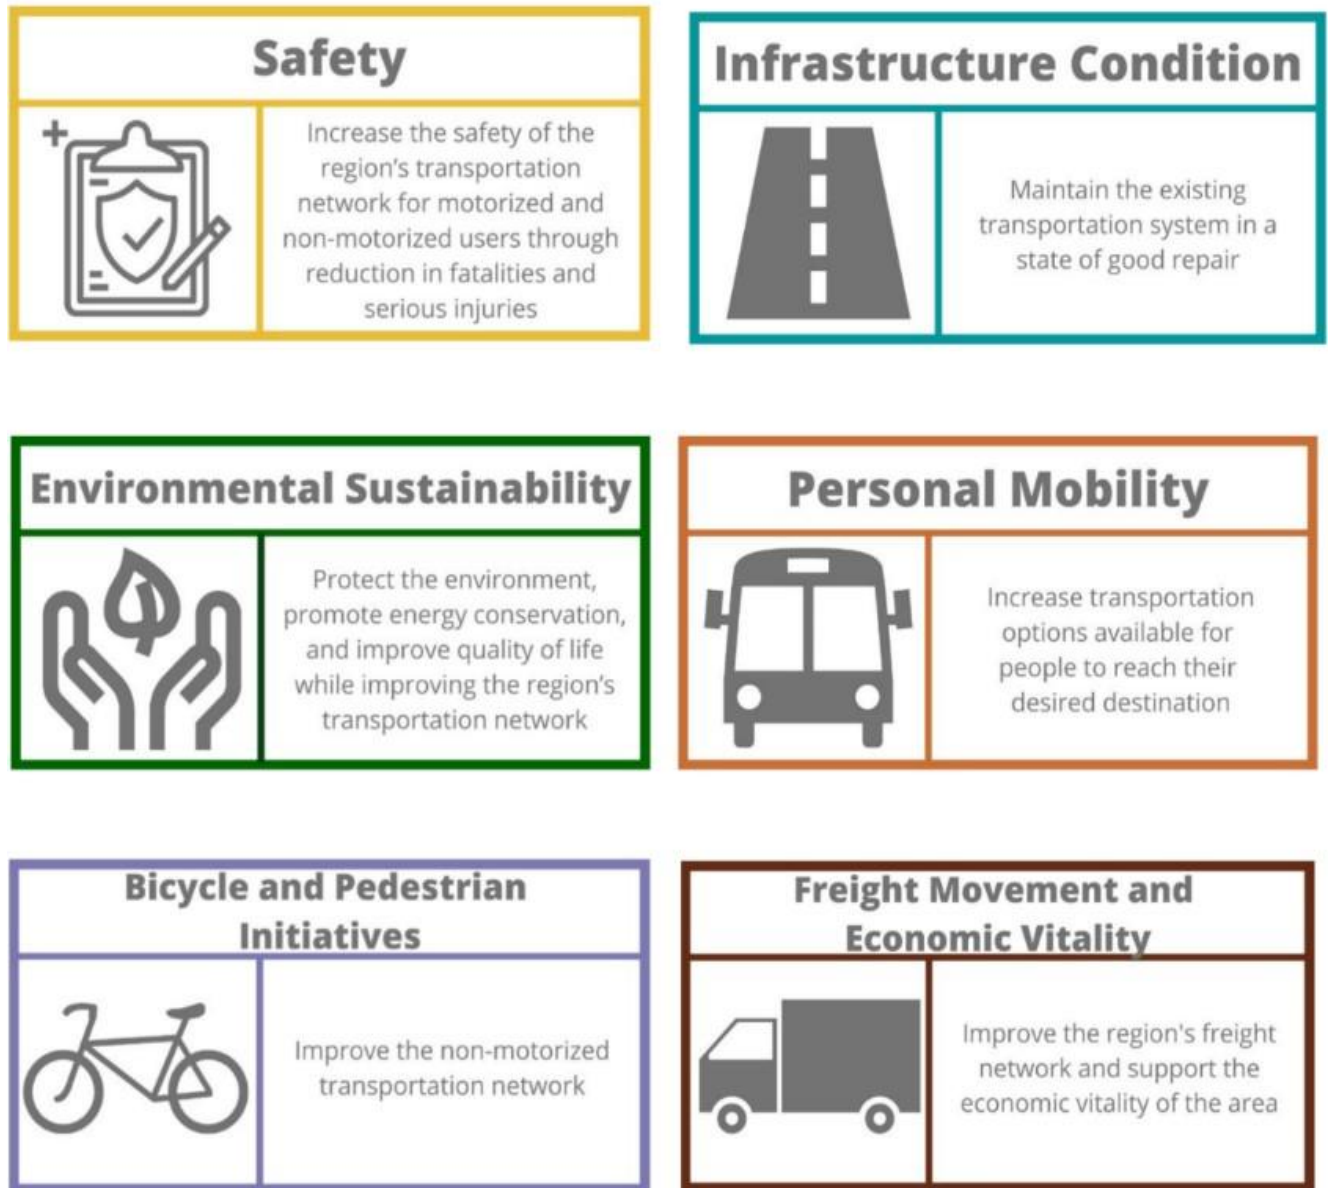 Safety
Increase the safety of the
region's transportation
network for motorized and
non-motorized users through
reduction in fatalities and
serious injuries
Infrastructure Condition
Maintain the existing
transportation system in a
state of good repair
Environmental Sustainability
Protect the environment,
promote energy conservation,
and improve quality of life
while improving the region's
transportation network
Personal Mobility
Increase transportation
options available for
people to reach their
desired destination
Bicycle and Pedestrian
Initiatives
Improve the non-motorized
transportation network
Freight Movement and
Economic Vitality
Improve the region's freight
network and support the
economic vitality of the area